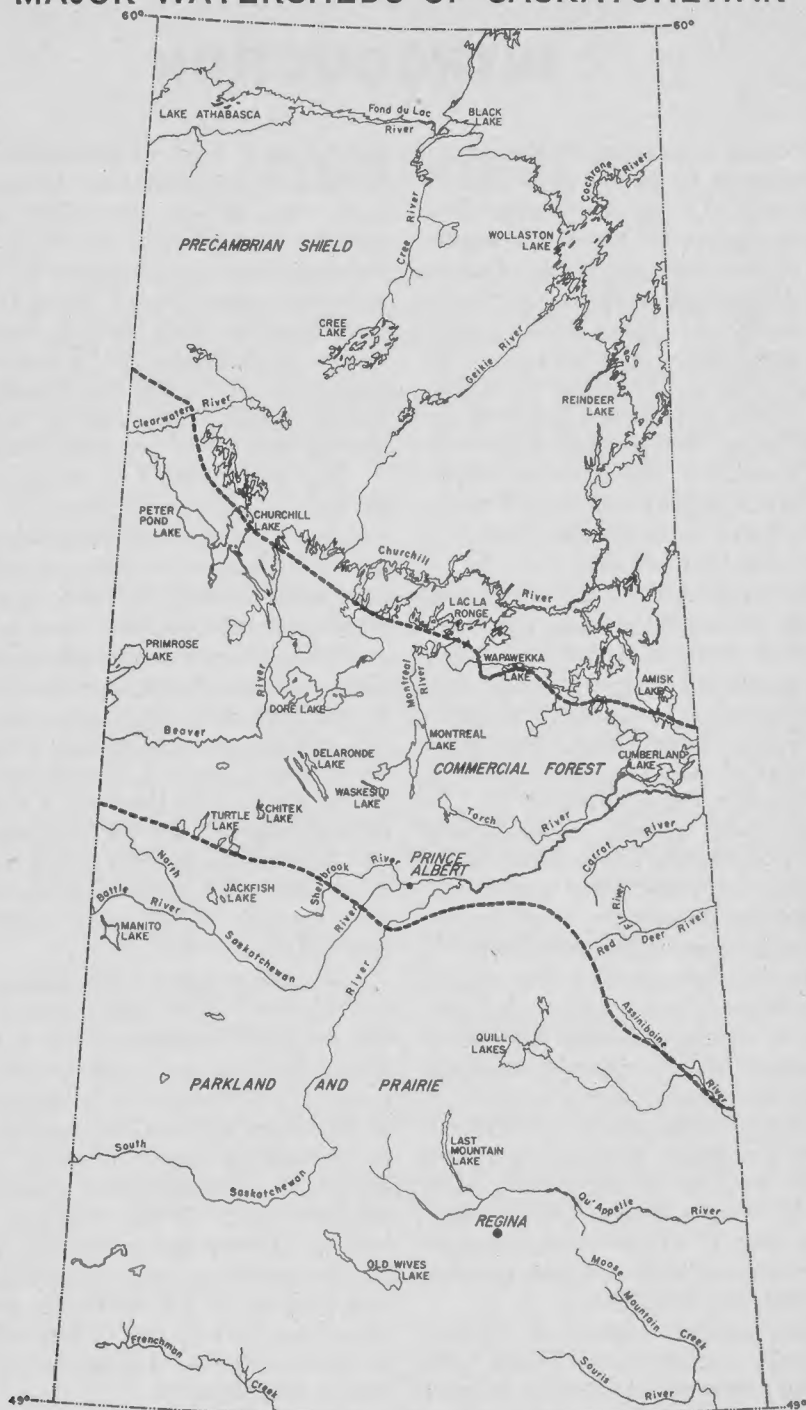 MAJOR WATERSHEDS OF SASKATCHEWAN
60° 60°
LAKE ATHABASCA
Fond du Lac
River
BLACK
LAKE
Cochrane River
WOLLASTON
LAKE
Cree River
PRECAMBRIAN SHIELD
CREE
LAKE
Geikie River
REINDEER
LAKE
Clearwater River
PETER
POND
LAKE
CHURCHILL
LAKE
Churchill
River
LAC LA
RONGE
PRIMROSE
LAKE
River
Montreal
River
WAPAWEKKA
LAKE
AMISK
LAKE
DORÉ LAKE
Beaver
MONTREAL
LAKE
DELARONDE
LAKE
COMMERCIAL FOREST
CUMBERLAND
LAKE
WASKESIU
LAKE
CHITEK
LAKE
TURTLE
LAKE
Torch River
Carrot River
PRINCE
ALBERT
Shellbrook River
North
Saskatchewan
River
JACKFISH
LAKE
Battle
River
MANITO
LAKE
Fir River
Red Deer River
River
Assiniboine
River
QUILL
LAKES
PARKLAND AND PRAIRIE
LAST
MOUNTAIN
LAKE
South
Saskatchewan
Qu'Appelle River
REGINA
OLD WIVES
LAKE
Moose
Mountain
Creek
Frenchman
Creek
Souris
River
49° 49°